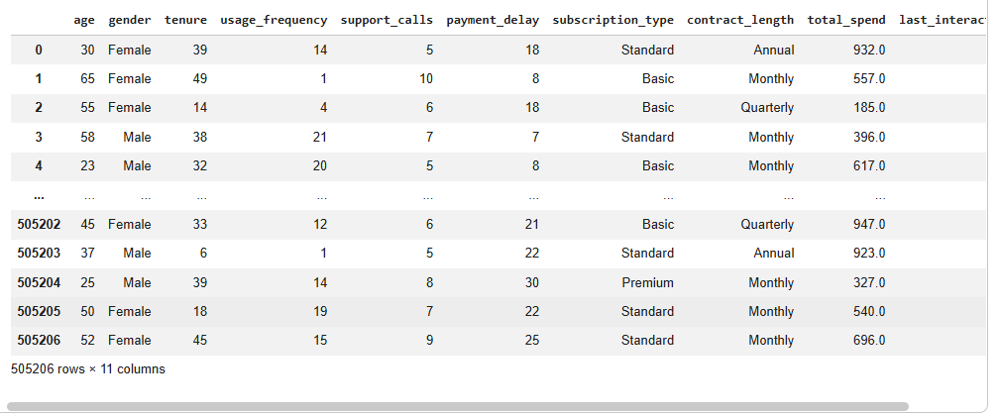 age gender tenure usage_frequency support_calls payment_delay subscription_type contract_length total_spend last_interac
0 30 Female 39 14 5 18 Standard Annual 932.0
1 65 Female 49 1 10 8 Basic Monthly 557.0
2 55 Female 14 4 6 18 Basic Quarterly 185.0
3 58 Male 38 21 7 7 Standard Monthly 396.0
4 23 Male 32 20 5 8 Basic Monthly 617.0
... ... ... ... ... ... ... ... ... ...
505202 45 Female 33 12 6 21 Basic Quarterly 947.0
505203 37 Male 6 1 5 22 Standard Annual 923.0
505204 25 Male 39 14 8 30 Premium Monthly 327.0
505205 50 Female 18 19 7 22 Standard Monthly 540.0
505206 52 Female 45 15 9 25 Standard Monthly 696.0
505206 rows × 11 columns